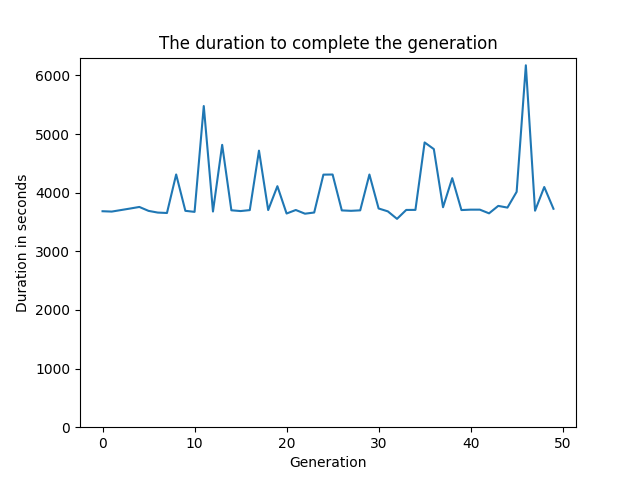 The duration to complete the generation
6000
5000
4000
3000
2000
1000
0
Duration in seconds
0 10 20 30 40 50
Generation